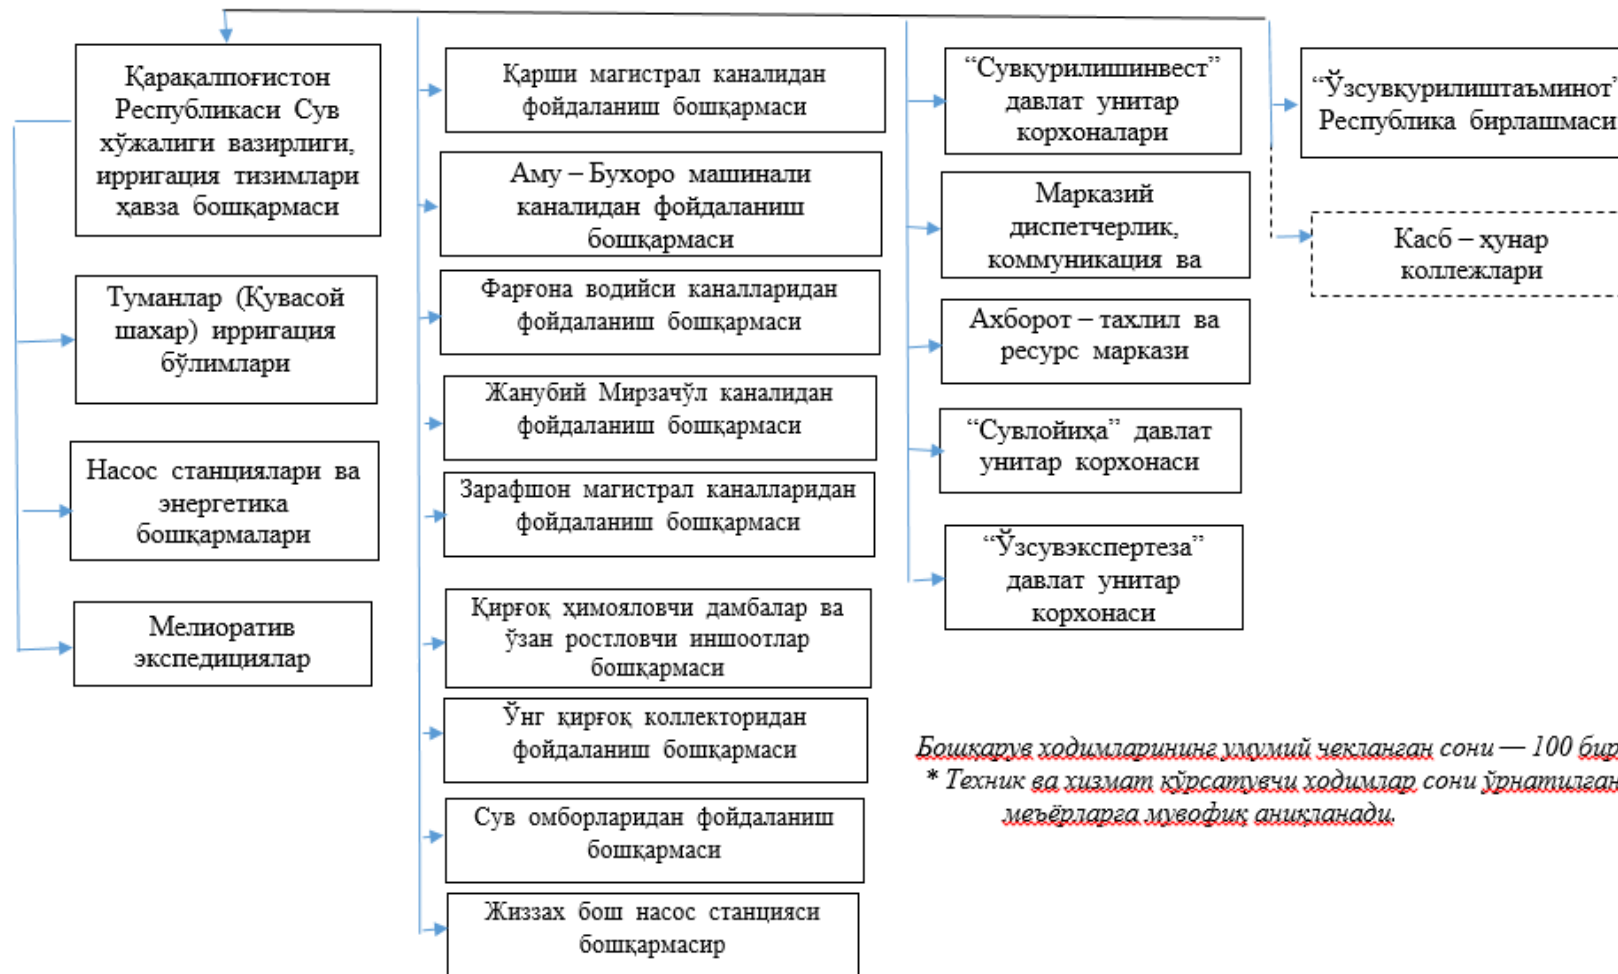 Қарақалпоғистон
Республикаси Сув
хўжалиги вазирлиги,
ирригация тизимлари
ҳавза бошқармаси
Туманлар (Қувасой
шахар) ирригация
бўлимлари
Насос станциялари ва
энергетика
бошқармалари
Мелиоратив
экспедициялар
Қарши магистрал каналидан
фойдаланиш бошқармаси
Аму – Бухоро машинали
каналидан фойдаланиш
бошқармаси
Фарғона водийси каналларидан
фойдаланиш бошқармаси
Жанубий Мирзачўл каналидан
фойдаланиш бошқармаси
Зарафшон магистрал каналларидан
фойдаланиш бошқармаси
Қирғоқ ҳимояловчи дамбалар ва
ўзан ростловчи иншоотлар
бошқармаси
Ўнг қирғоқ коллекторидан
фойдаланиш бошқармаси
Сув омборларидан фойдаланиш
бошқармаси
Жиззах бош насос станцияси
бошқармасир
“Сувқурилишинвест”
давлат унитар
корхоналари
Марказий
диспетчерлик,
коммуникация ва
Ахборот – тахлил ва
ресурс маркази
“Сувлойиҳа” давлат
унитар корхонаси
“Ўзсувэкспертеза”
давлат унитар
корхонаси
“Ўзсувқурилиштаъминот”
Республика бирлашмаси
Касб – ҳунар
коллежлари
Бошқарув ходимларининг умумий чекланган сони — 100 бир
* Техник ва хизмат кўрсатувчи ходимлар сони ўрнатилган
меъёрларга мувофиқ аниқланади.